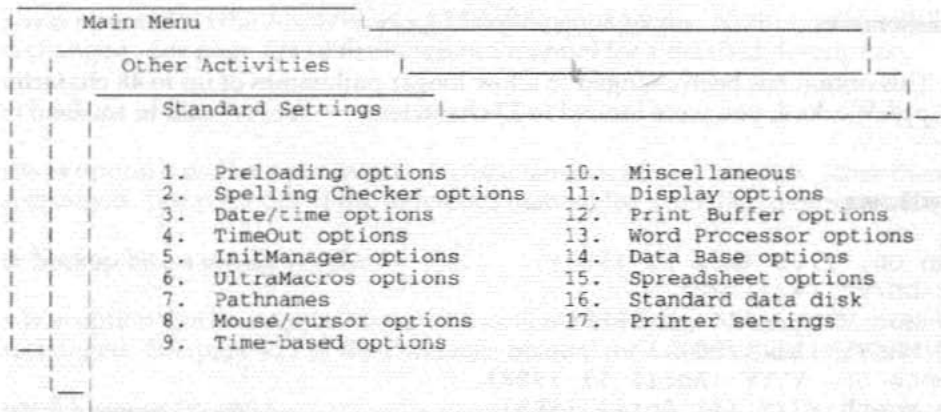 Main Menu
Other Activities
Standard Settings
1. Preloading options
2. Spelling Checker options
3. Date/time options
4. TimeOut options
5. InitManager options
6. UltraMacros options
7. Pathnames
8. Mouse/cursor options
9. Time-based options
10. Miscellaneous
11. Display options
12. Print Buffer options
13. Word Processor options
14. Data Base options
15. Spreadsheet options
16. Standard data disk
17. Printer settings